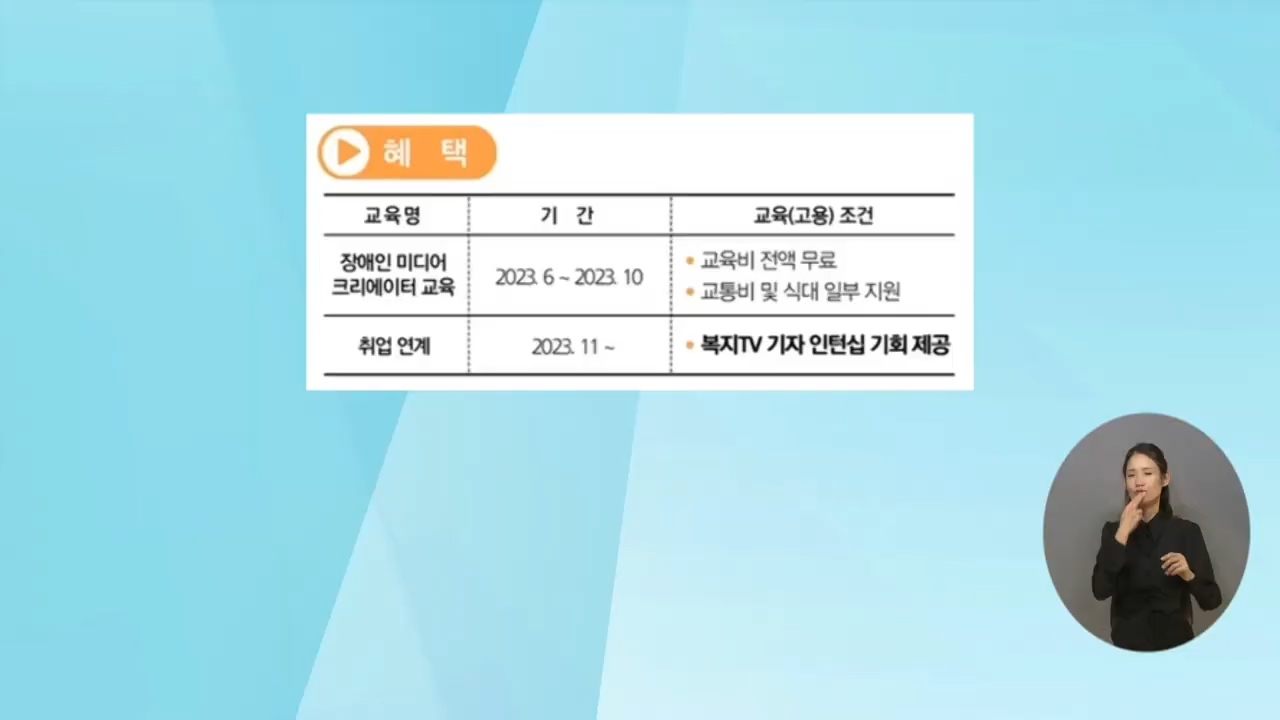 혜 택
교육명
기 간
교육(고용) 조건
장애인 미디어
크리에이터 교육
2023. 6 ~ 2023. 10
• 교육비 전액 무료
• 교통비 및 식대 일부 지원
취업 연계
2023. 11 ~
• 복지TV 기자 인턴십 기회 제공